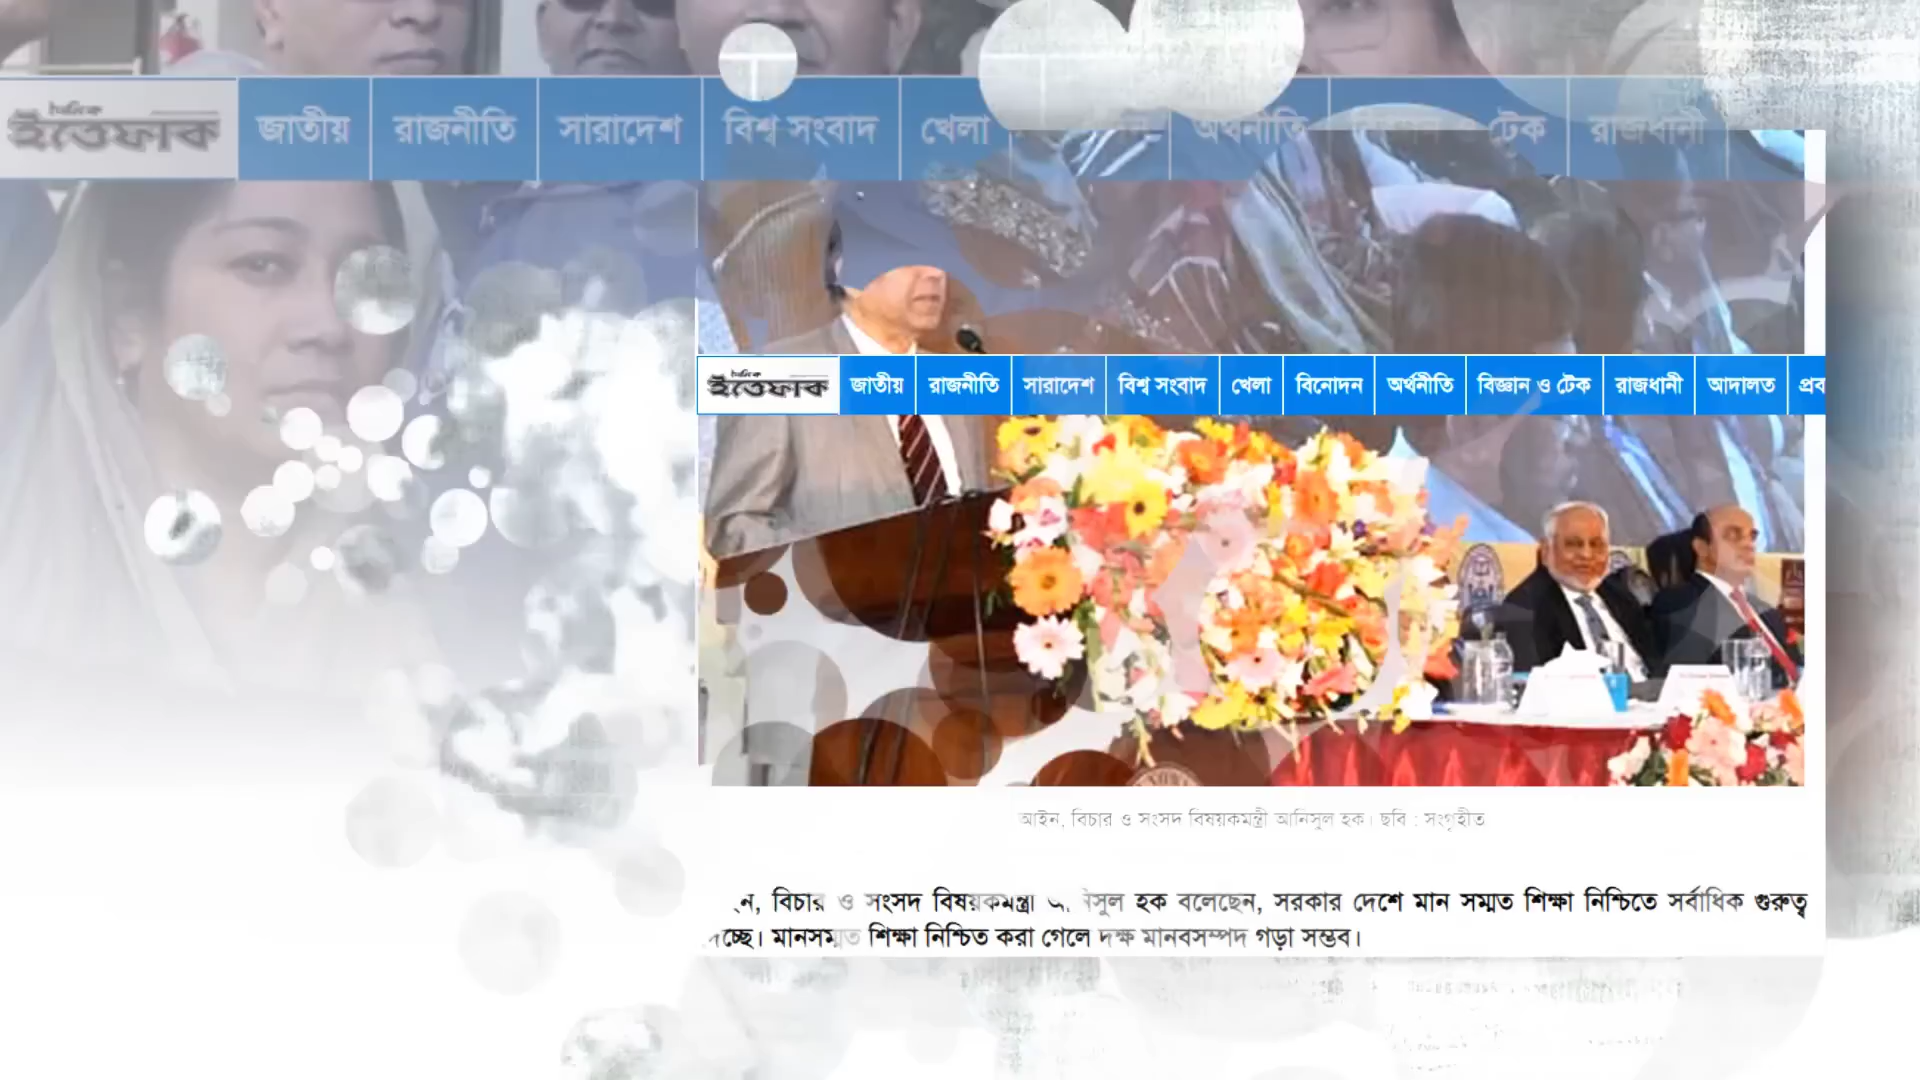 দৈনিক
ইত্তেফাক
জাতীয় রাজনীতি সারাদেশ বিশ্ব সংবাদ খেলা অর্থনীতি টেক রাজধানী
দৈনিক
ইত্তেফাক
জাতীয় রাজনীতি সারাদেশ বিশ্ব সংবাদ খেলা বিনোদন অর্থনীতি বিজ্ঞান ও টেক রাজধানী আদালত প্রব
আইন, বিচার ও সংসদ বিষয়কমন্ত্রী আনিসুল হক। ছবি : সংগৃহীত
বিচার ও সংসদ বিষয়কমন্ত্রী আনিসুল হক বলেছেন, সরকার দেশে মান সম্মত শিক্ষা নিশ্চিতে সর্বাধিক গুরুত্ব
মানসম্মত শিক্ষা নিশ্চিত করা গেলে দক্ষ মানবসম্পদ গড়া সম্ভব।